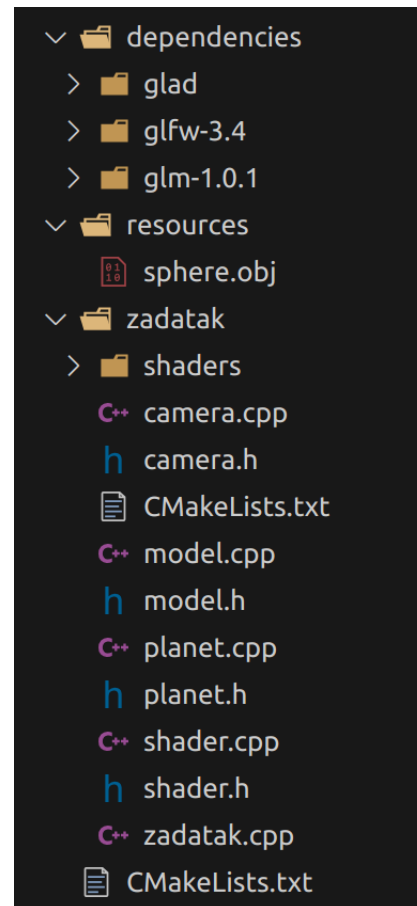 dependencies
glad
glfw-3.4
glm-1.0.1
resources
sphere.obj
zadatak
shaders
C++ camera.cpp
h camera.h
CMakeLists.txt
C++ model.cpp
h model.h
C++ planet.cpp
h planet.h
C++ shader.cpp
h shader.h
C++ zadatak.cpp
CMakeLists.txt